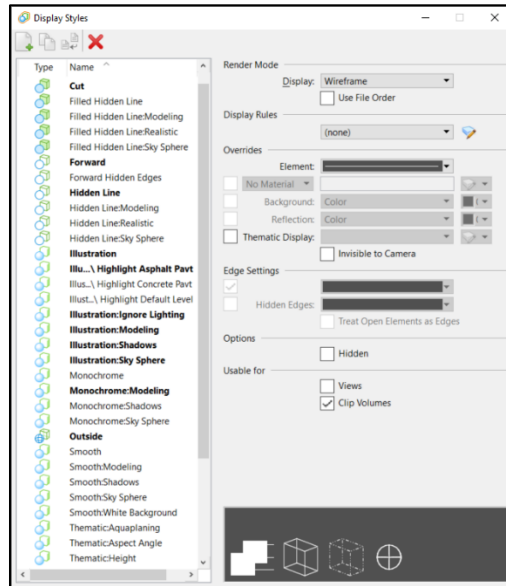 Display Styles
Type Name
Cut
Filled Hidden Line
Filled Hidden Line:Modeling
Filled Hidden Line:Realistic
Filled Hidden Line:Sky Sphere
Forward
Forward Hidden Edges
Hidden Line
Hidden Line:Modeling
Hidden Line:Realistic
Hidden Line:Sky Sphere
Illustration
Illu...\ Highlight Asphalt Pavt
Illus...\ Highlight Concrete Pavt
Illust...\ Highlight Default Level
Illustration:Ignore Lighting
Illustration:Modeling
Illustration:Shadows
Illustration:Sky Sphere
Monochrome
Monochrome:Modeling
Monochrome:Shadows
Monochrome:Sky Sphere
Outside
Smooth
Smooth:Modeling
Smooth:Shadows
Smooth:Sky Sphere
Smooth:White Background
Thematic:Aquaplaning
Thematic:Aspect Angle
Thematic:Height
Render Mode
Display: Wireframe
Use File Order
Display Rules
(none)
Overrides
Element:
No Material
Background: Color
Reflection: Color
Thematic Display:
Invisible to Camera
Edge Settings
Hidden Edges:
Treat Open Elements as Edges
Options
Hidden
Usable for
Views
Clip Volumes